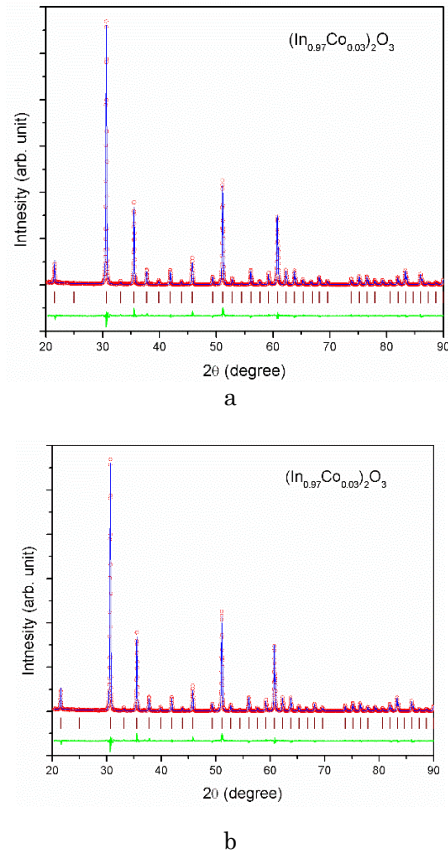 (In0.97Co0.03)2O3
Intnesity (arb. unit)
20 30 40 50 60 70 80 90
2θ (degree)
a
(In0.97Co0.03)2O3
Intnesity (arb. unit)
20 30 40 50 60 70 80 90
2θ (degree)
b